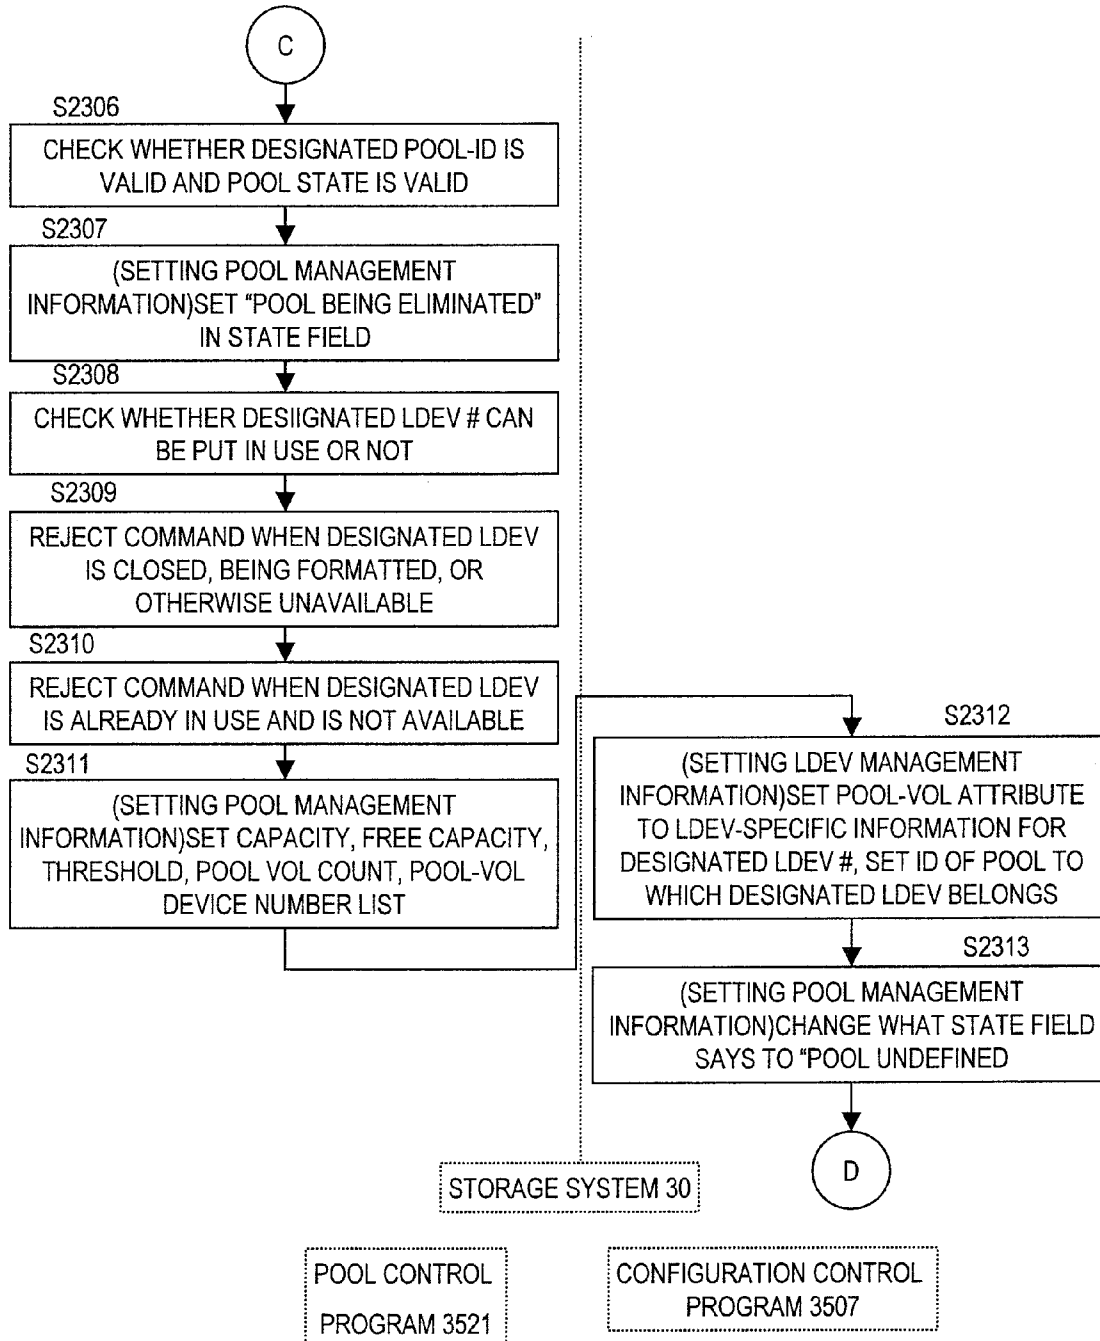 C
S2306
CHECK WHETHER DESIGNATED POOL-ID IS
VALID AND POOL STATE IS VALID
S2307
(SETTING POOL MANAGEMENT
INFORMATION)SET “POOL BEING ELIMINATED”
IN STATE FIELD
S2308
CHECK WHETHER DESIIGNATED LDEV # CAN
BE PUT IN USE OR NOT
S2309
REJECT COMMAND WHEN DESIGNATED LDEV
IS CLOSED, BEING FORMATTED, OR
OTHERWISE UNAVAILABLE
S2310
REJECT COMMAND WHEN DESIGNATED LDEV
IS ALREADY IN USE AND IS NOT AVAILABLE
S2311
(SETTING POOL MANAGEMENT
INFORMATION)SET CAPACITY, FREE CAPACITY,
THRESHOLD, POOL VOL COUNT, POOL-VOL
DEVICE NUMBER LIST
S2312
(SETTING LDEV MANAGEMENT
INFORMATION)SET POOL-VOL ATTRIBUTE
TO LDEV-SPECIFIC INFORMATION FOR
DESIGNATED LDEV #, SET ID OF POOL TO
WHICH DESIGNATED LDEV BELONGS
S2313
(SETTING POOL MANAGEMENT
INFORMATION)CHANGE WHAT STATE FIELD
SAYS TO “POOL UNDEFINED
D
STORAGE SYSTEM 30
POOL CONTROL
PROGRAM 3521
CONFIGURATION CONTROL
PROGRAM 3507